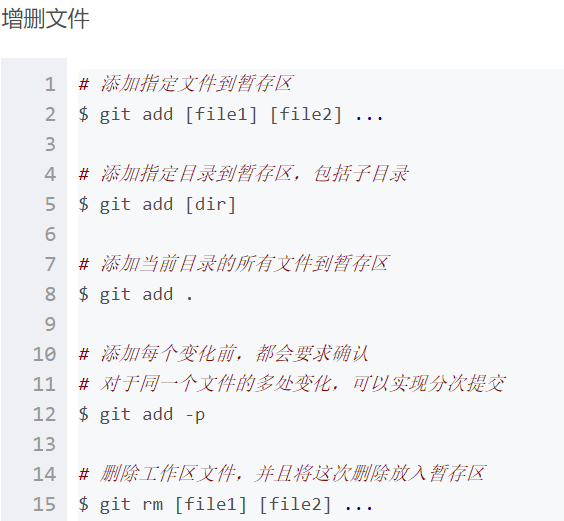 增删文件
1 # 添加指定文件到暂存区
2 $ git add [file1] [file2] ...
3
4 # 添加指定目录到暂存区，包括子目录
5 $ git add [dir]
6
7 # 添加当前目录的所有文件到暂存区
8 $ git add .
9
10 # 添加每个变化前，都会要求确认
11 # 对于同一个文件的多处变化，可以实现分次提交
12 $ git add -p
13
14 # 删除工作区文件，并且将这次删除放入暂存区
15 $ git rm [file1] [file2] ...